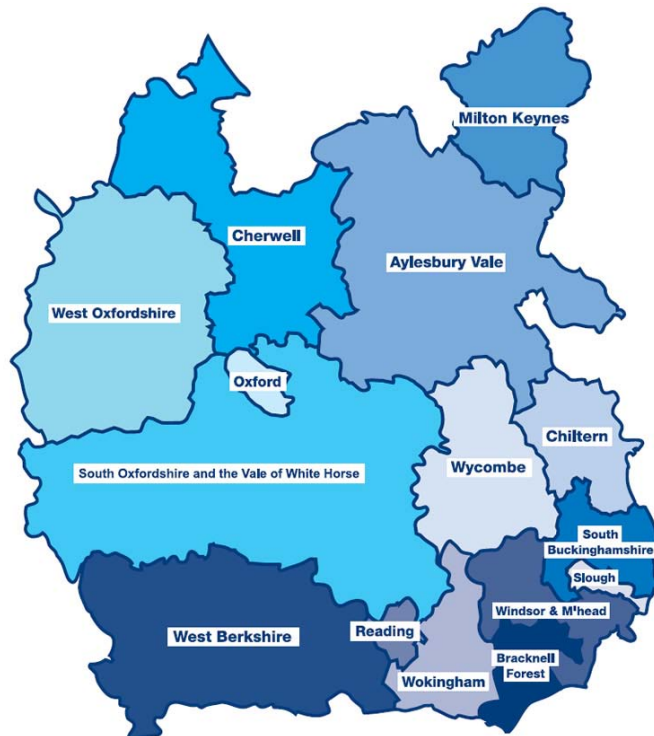 Milton Keynes
Cherwell
Aylesbury Vale
West Oxfordshire
Oxford
Chiltern
South Oxfordshire and the Vale of White Horse
Wycombe
South
Buckinghamshire
Slough
Windsor & M'head
Reading
West Berkshire
Bracknell
Forest
Wokingham